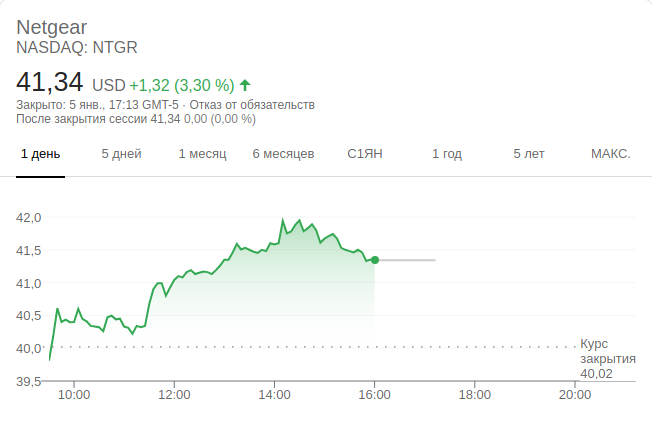 Netgear
NASDAQ: NTGR
41,34 USD +1,32 (3,30 %)
Закрыто: 5 янв., 17:13 GMT-5 · Отказ от обязательств
После закрытия сессии 41,34 0,00 (0,00 %)
1 день 5 дней 1 месяц 6 месяцев С1ЯН 1 год 5 лет МАКС.
42,0
41,5
41,0
40,5
40,0
39,5
Курс
закрытия
40,02
10:00 12:00 14:00 16:00 18:00 20:00